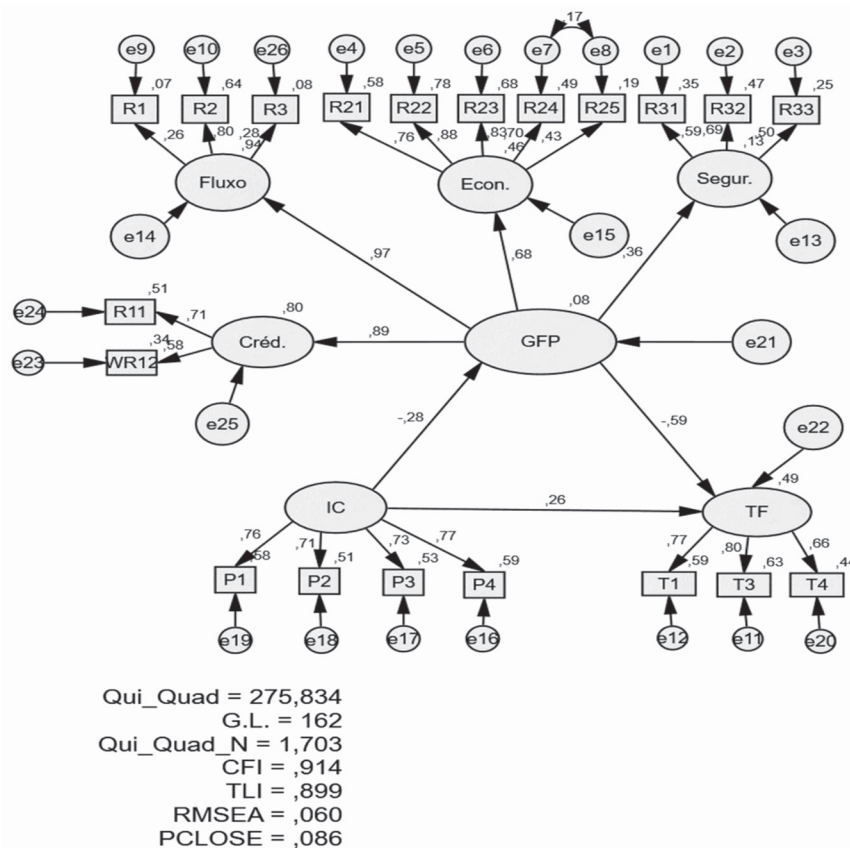 ,17
e9 e10 e26 e4 e5 e6 e7 e8 e1 e2 e3
,07 ,64 ,08 ,58 ,78 ,68 ,49 ,19 ,35 ,47 ,25
R1 R2 R3 R21 R22 R23 R24 R25 R31 R32 R33
,26 ,80 ,28 ,76 ,88 ,83 ,70 ,43 ,59 ,69 ,50
,94 ,46 ,13
Fluxo Econ. Segur.
e14 e15 e13
,97 ,68 ,36
,51 ,80 ,08
e24 R11 ,71
Créd. ,89 GFP e21
e23 WR12 ,34 ,58
e25
-,28 -,59 e22
,49
IC ,26 TF
,76 ,71 ,73 ,77 ,77 ,80 ,66
,58 ,51 ,53 ,59 ,59 ,63 ,44
P1 P2 P3 P4 T1 T3 T4
e19 e18 e17 e16 e12 e11 e20
Qui_Quad = 275,834
G.L. = 162
Qui_Quad_N = 1,703
CFI = ,914
TLI = ,899
RMSEA = ,060
PCLOSE = ,086